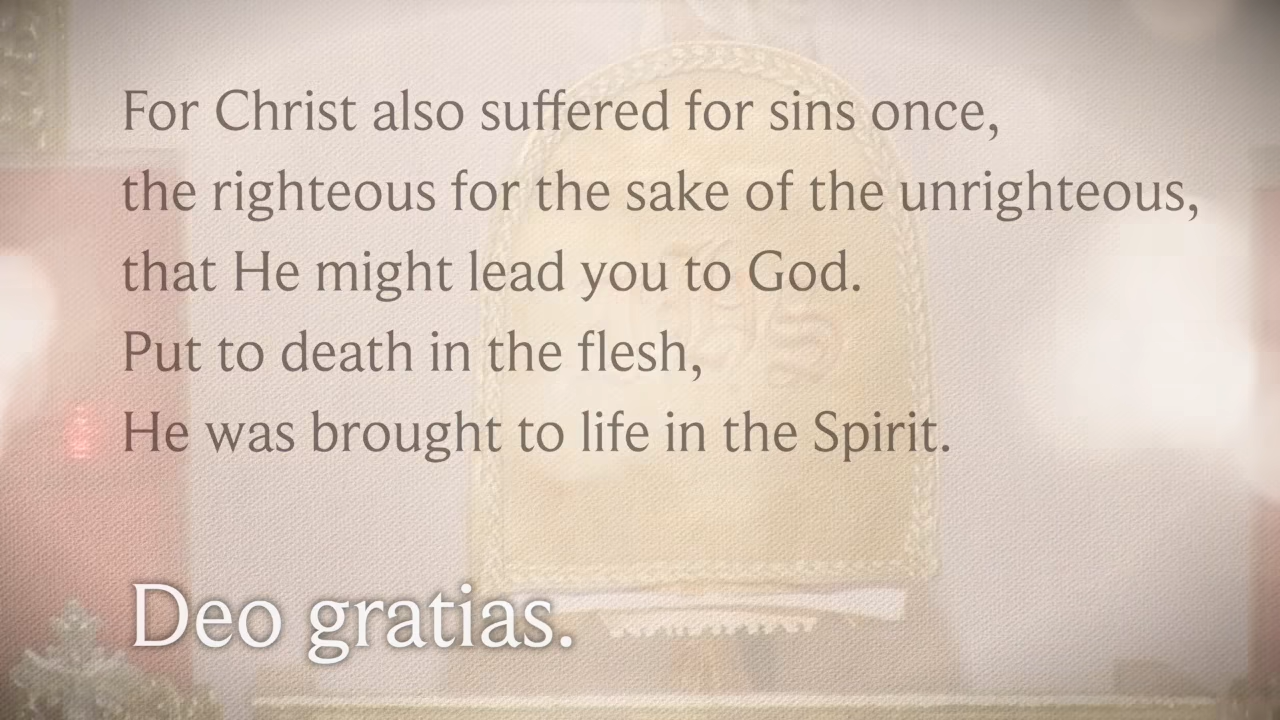 For Christ also suffered for sins once,
the righteous for the sake of the unrighteous,
that He might lead you to God.
Put to death in the flesh,
He was brought to life in the Spirit.
Deo gratias.